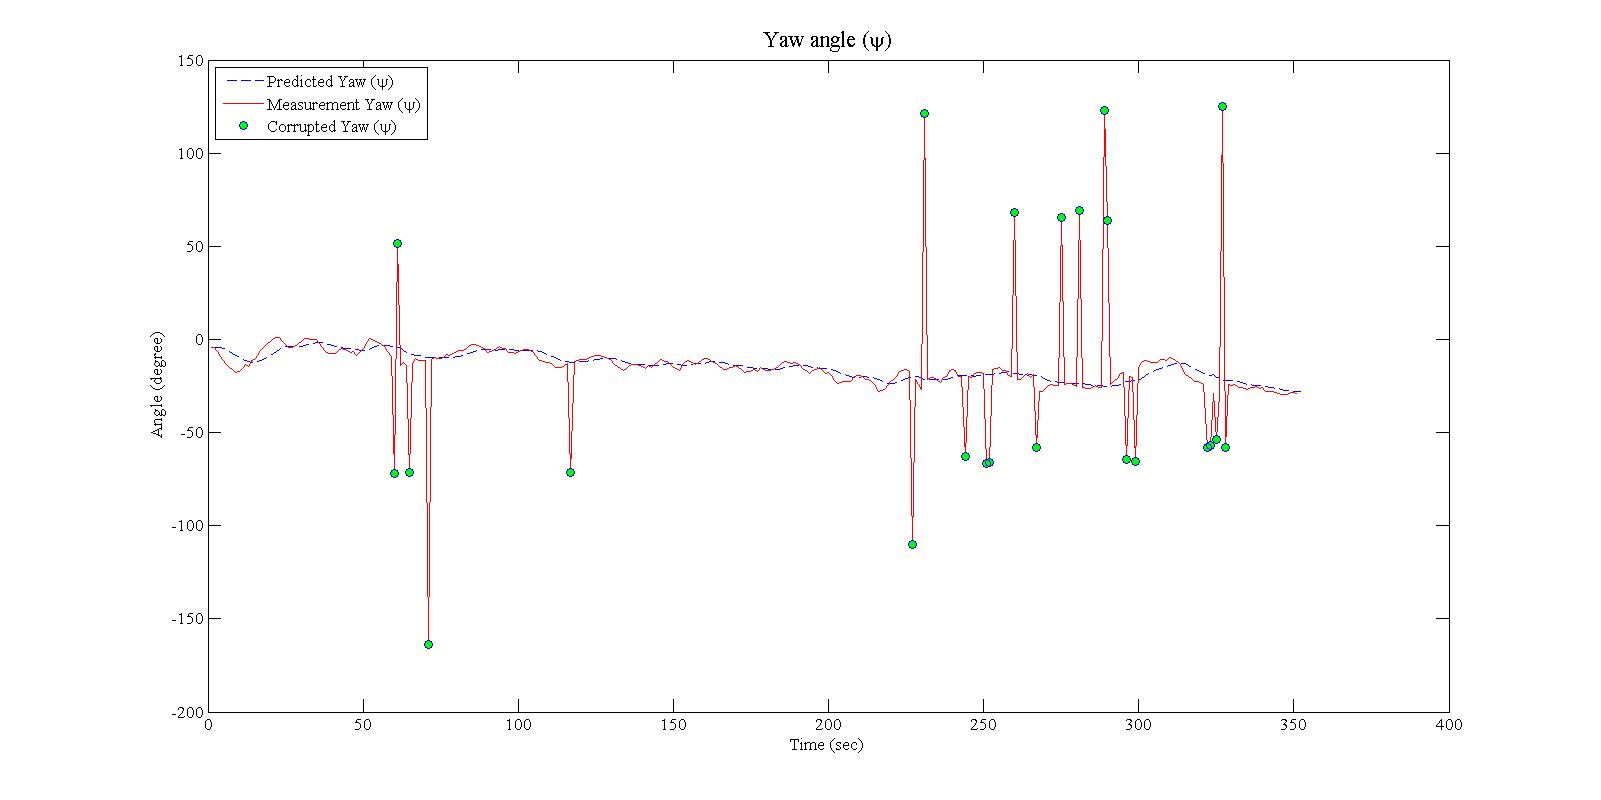 Yaw angle (ψ)
Predicted Yaw (ψ)
Measurement Yaw (ψ)
Corrupted Yaw (ψ)
150
100
50
0
-50
-100
-150
-200
Angle (degree)
0 50 100 150 200 250 300 350 400
Time (sec)